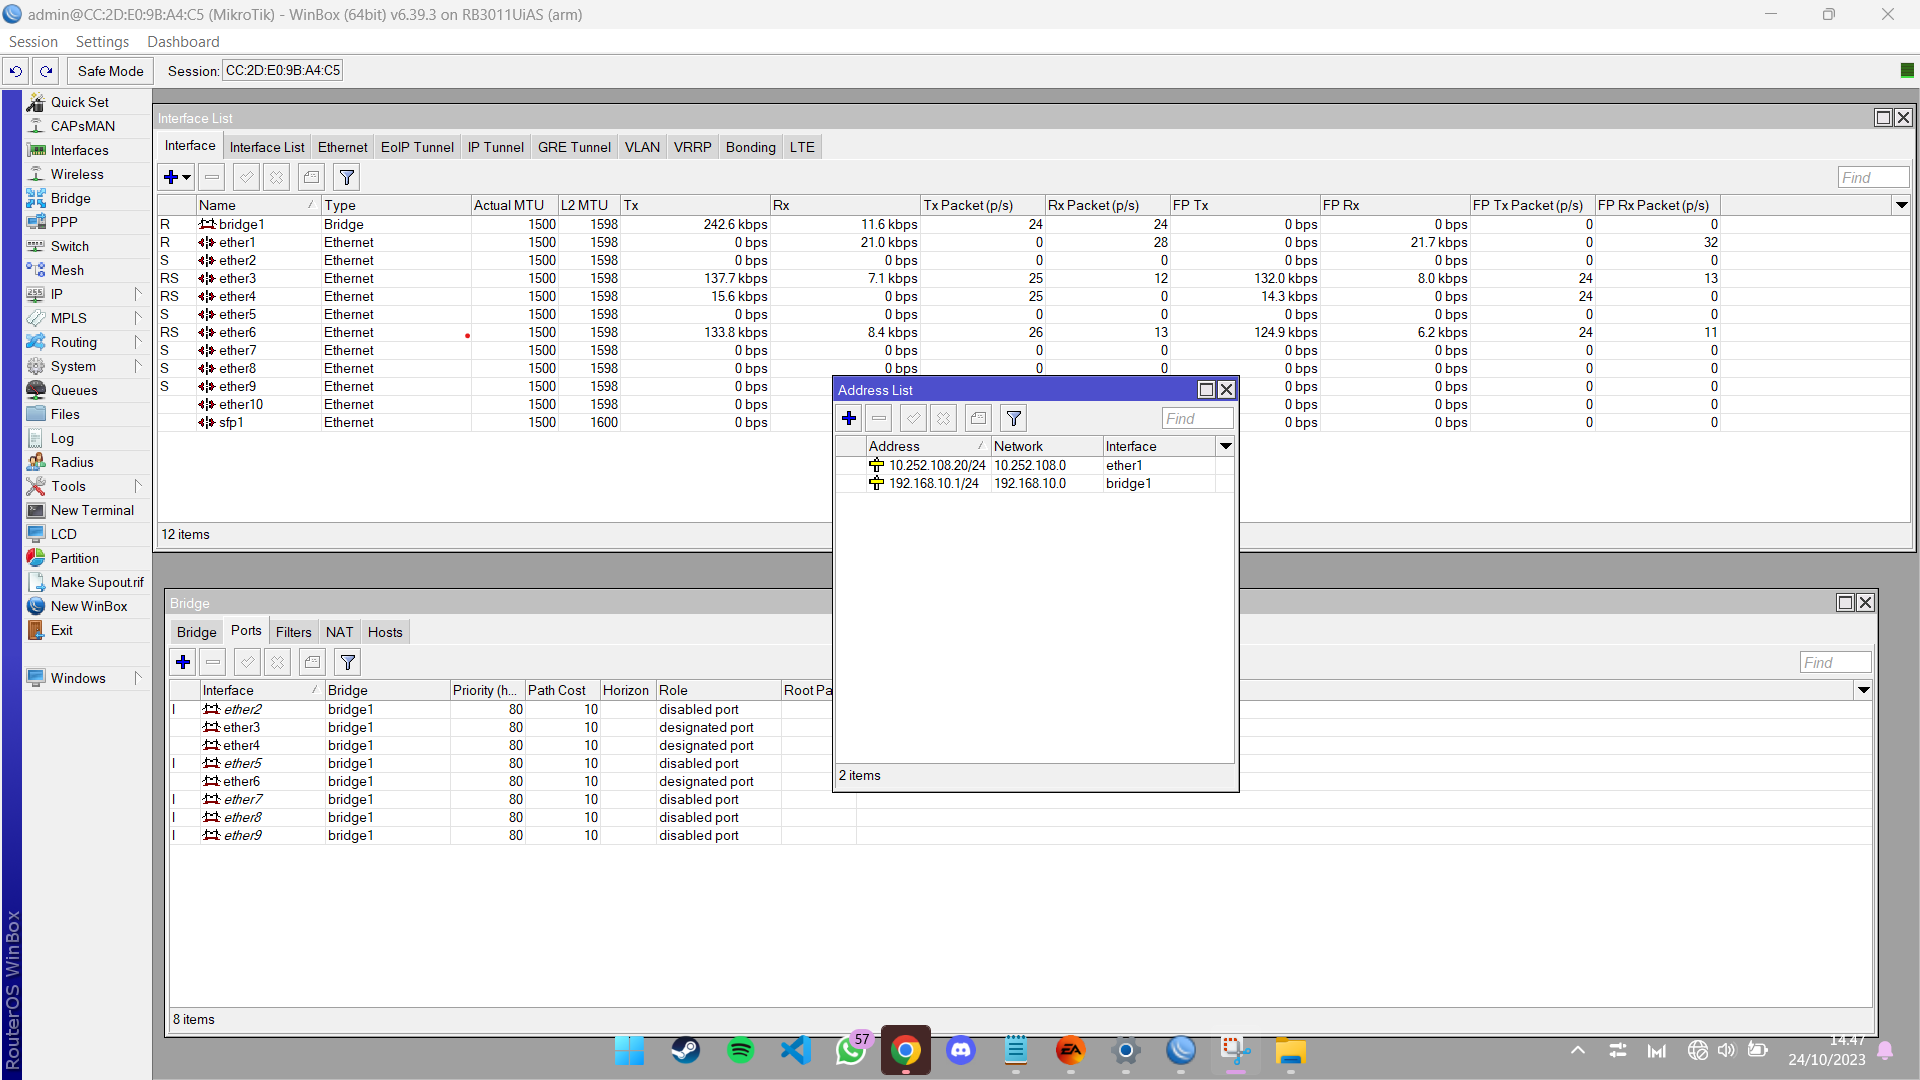 admin@CC:2D:E0:9B:A4:C5 (MikroTik) - WinBox (64bit) v6.39.3 on RB3011UiAS (arm)
Session Settings Dashboard
Safe Mode Session: CC:2D:E0:9B:A4:C5
Quick Set
CAPsMAN
Interfaces
Wireless
Bridge
PPP
Switch
Mesh
IP
MPLS
Routing
System
Queues
Files
Log
Radius
Tools
New Terminal
LCD
Partition
Make Supout.rif
New WinBox
Exit
Windows
RouterOS WinBox
Interface List
Interface Interface List Ethernet EoIP Tunnel IP Tunnel GRE Tunnel VLAN VRRP Bonding LTE
Find
Name Type Actual MTU L2 MTU Tx Rx Tx Packet (p/s) Rx Packet (p/s) FP Tx FP Rx FP Tx Packet (p/s) FP Rx Packet (p/s)
R bridge1 Bridge 1500 1598 242.6 kbps 11.6 kbps 24 24 0 bps 0 bps 0 0
R ether1 Ethernet 1500 1598 0 bps 21.0 kbps 0 28 0 bps 21.7 kbps 0 32
S ether2 Ethernet 1500 1598 0 bps 0 bps 0 0 0 bps 0 bps 0 0
RS ether3 Ethernet 1500 1598 137.7 kbps 7.1 kbps 25 12 132.0 kbps 8.0 kbps 24 13
RS ether4 Ethernet 1500 1598 15.6 kbps 0 bps 25 0 14.3 kbps 0 bps 24 0
S ether5 Ethernet 1500 1598 0 bps 0 bps 0 0 0 bps 0 bps 0 0
RS ether6 Ethernet 1500 1598 133.8 kbps 8.4 kbps 26 13 124.9 kbps 6.2 kbps 24 11
S ether7 Ethernet 1500 1598 0 bps 0 bps 0 0 0 bps 0 bps 0 0
S ether8 Ethernet 1500 1598 0 bps 0 bps 0 0 0 bps 0 bps 0 0
S ether9 Ethernet 1500 1598 0 bps 0 bps 0 bps 0 0
ether10 Ethernet 1500 1598 0 bps 0 bps 0 bps 0 0
sfp1 Ethernet 1500 1600 0 bps 0 bps 0 bps 0 0
12 items
Address List
Find
Address Network Interface
10.252.108.20/24 10.252.108.0 ether1
192.168.10.1/24 192.168.10.0 bridge1
2 items
Bridge
Bridge Ports Filters NAT Hosts
Find
Interface Bridge Priority (h... Path Cost Horizon Role Root Pa
I ether2 bridge1 80 10 disabled port
ether3 bridge1 80 10 designated port
ether4 bridge1 80 10 designated port
I ether5 bridge1 80 10 disabled port
ether6 bridge1 80 10 designated port
I ether7 bridge1 80 10 disabled port
I ether8 bridge1 80 10 disabled port
I ether9 bridge1 80 10 disabled port
8 items
57
EA
14.47
24/10/2023